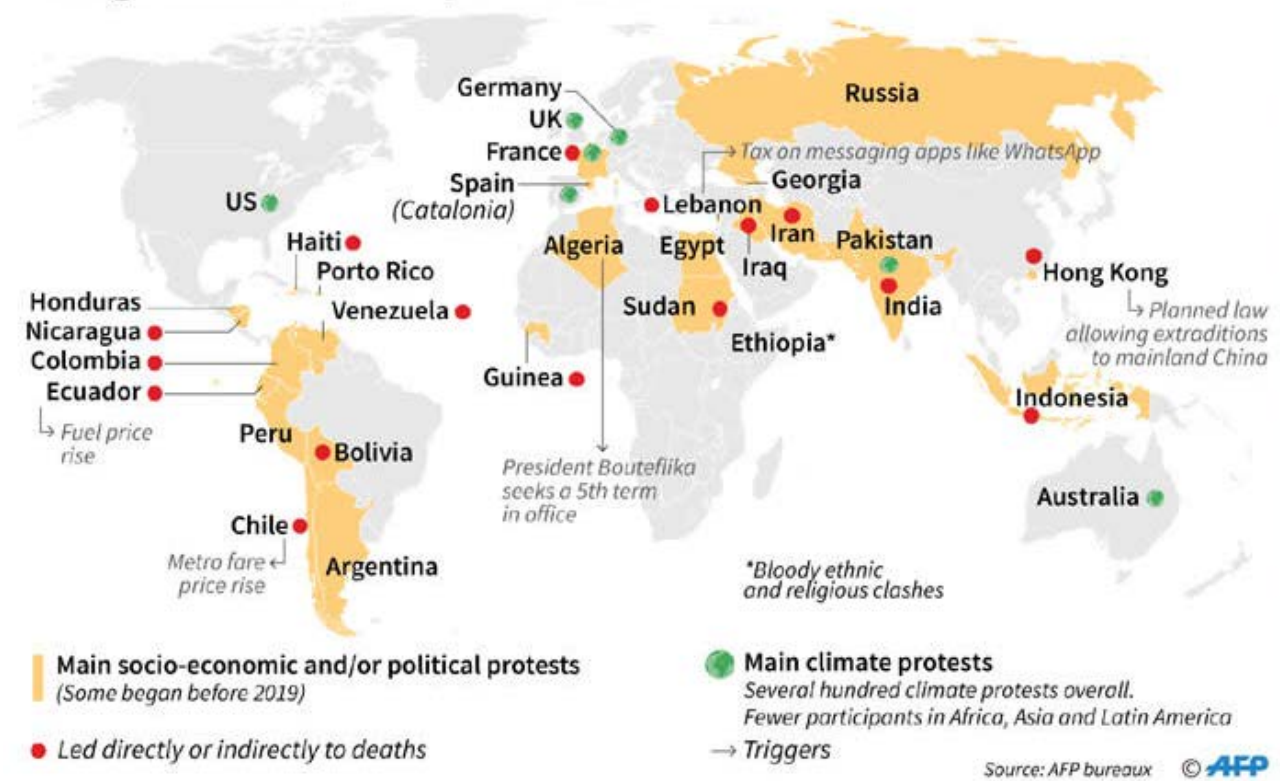 Germany
UK
Russia
France
Tax on messaging apps like WhatsApp
Spain
(Catalonia)
Georgia
US
Lebanon
Haiti
Algeria
Egypt
Iran
Pakistan
Porto Rico
Iraq
Hong Kong
Honduras
Venezuela
Sudan
India
Planned law
allowing extraditions
to mainland China
Nicaragua
Ethiopia*
Colombia
Guinea
Ecuador
Indonesia
Fuel price
rise
Peru
Bolivia
President Bouteflika
seeks a 5th term
in office
Australia
Chile
Metro fare
price rise
Argentina
*Bloody ethnic
and religious clashes
Main socio-economic and/or political protests
(Some began before 2019)
Led directly or indirectly to deaths
Main climate protests
Several hundred climate protests overall.
Fewer participants in Africa, Asia and Latin America
→ Triggers
Source: AFP bureaux © AFP